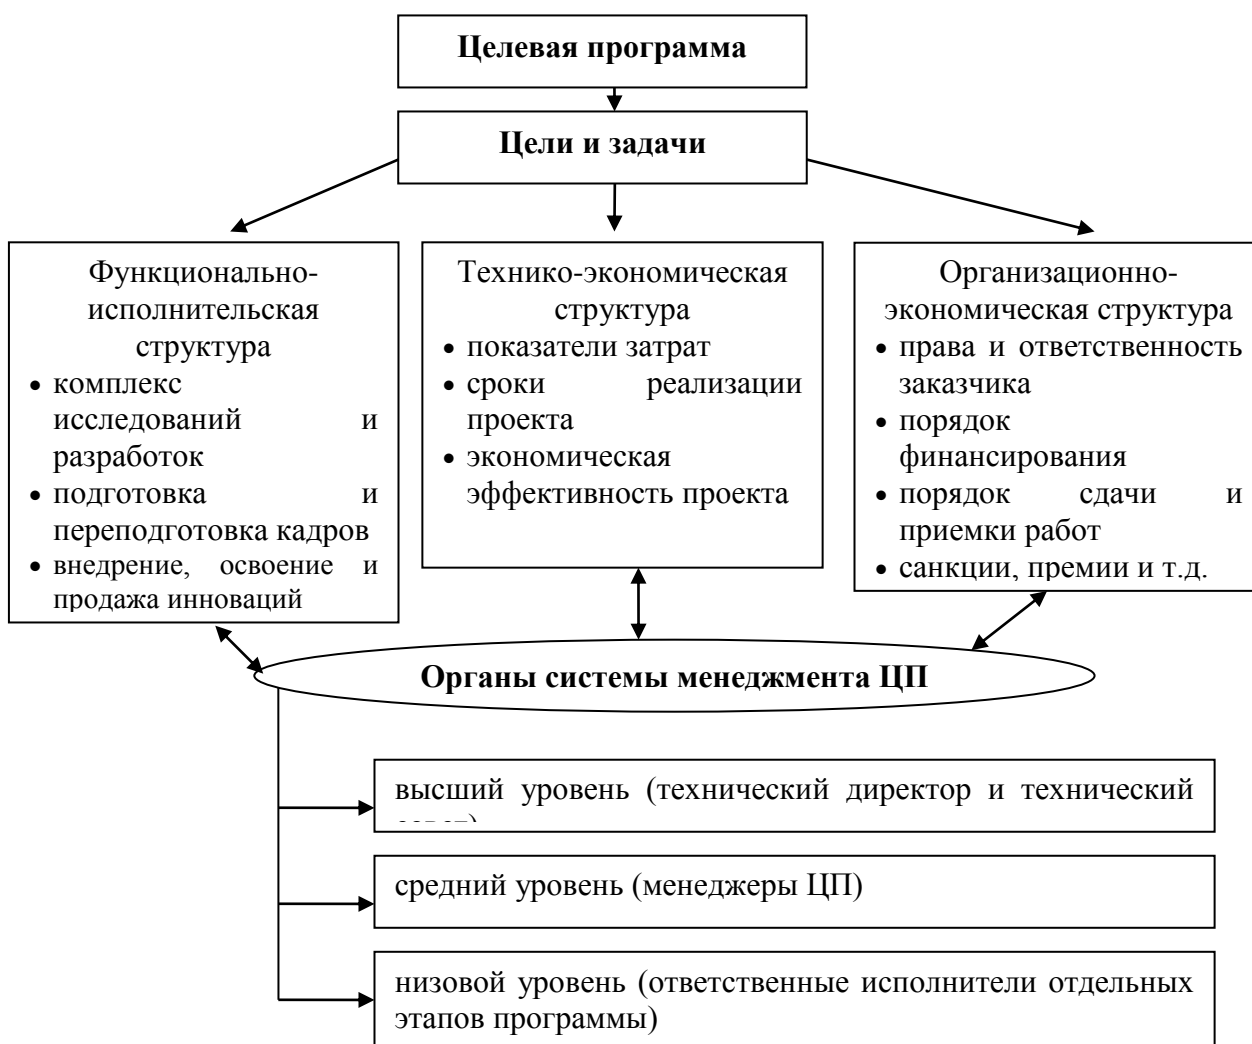 Целевая программа
Цели и задачи
Функционально-
исполнительская
структура
• комплекс
исследований и
разработок
• подготовка и
переподготовка кадров
• внедрение, освоение и
продажа инноваций
Технико-экономическая
структура
• показатели затрат
• сроки реализации
проекта
• экономическая
эффективность проекта
Организационно-
экономическая структура
• права и ответственность
заказчика
• порядок
финансирования
• порядок сдачи и
приемки работ
• санкции, премии и т.д.
Органы системы менеджмента ЦП
высший уровень (технический директор и технический
средний уровень (менеджеры ЦП)
низовой уровень (ответственные исполнители отдельных
этапов программы)